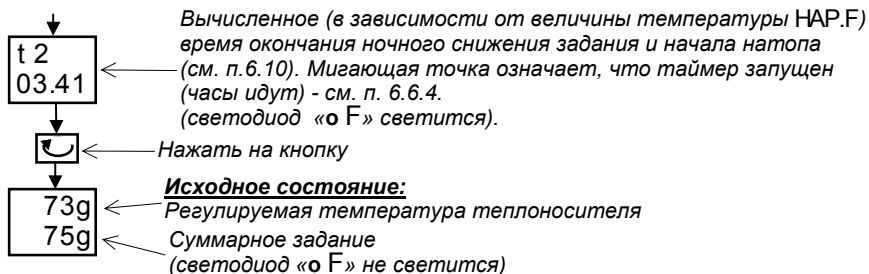 Вычисленное (в зависимости от величины температуры HAP.F)
время окончания ночного снижения задания и начала натопа
(см. п.6.10). Мигающая точка означает, что таймер запущен
(часы идут) - см. п. 6.6.4.
(светодиод «о F» светится).
t 2
03.41
Нажать на кнопку
Исходное состояние:
73g
Регулируемая температура теплоносителя
75g
Суммарное задание
(светодиод «о F» не светится)